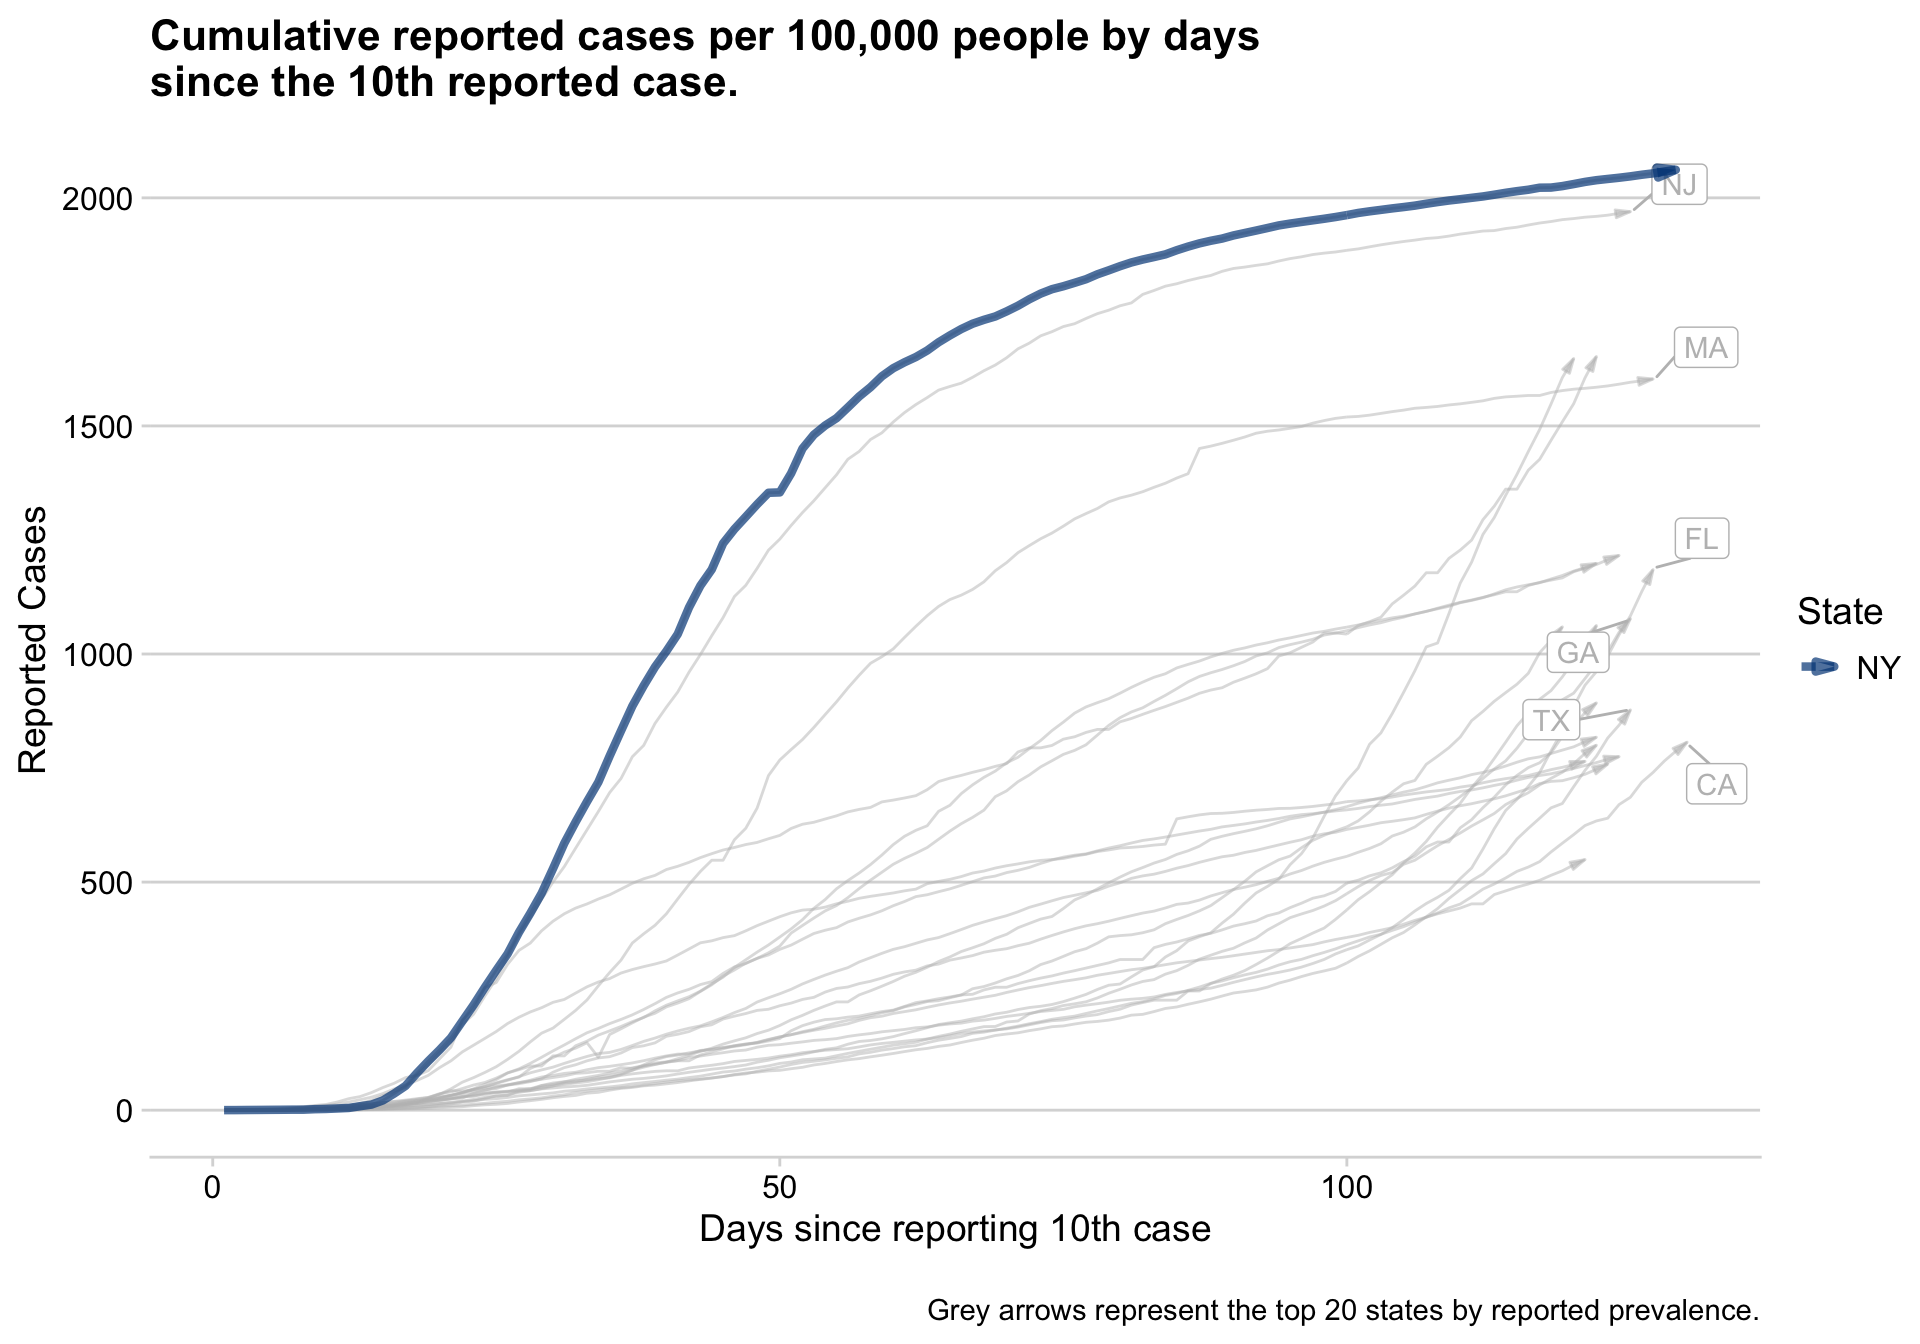 Cumulative reported cases per 100,000 people by days
since the 10th reported case.
Reported Cases
2000
1500
1000
500
0
NJ
MA
FL
GA
TX
CA
State
NY
0
50
100
Days since reporting 10th case
Grey arrows represent the top 20 states by reported prevalence.